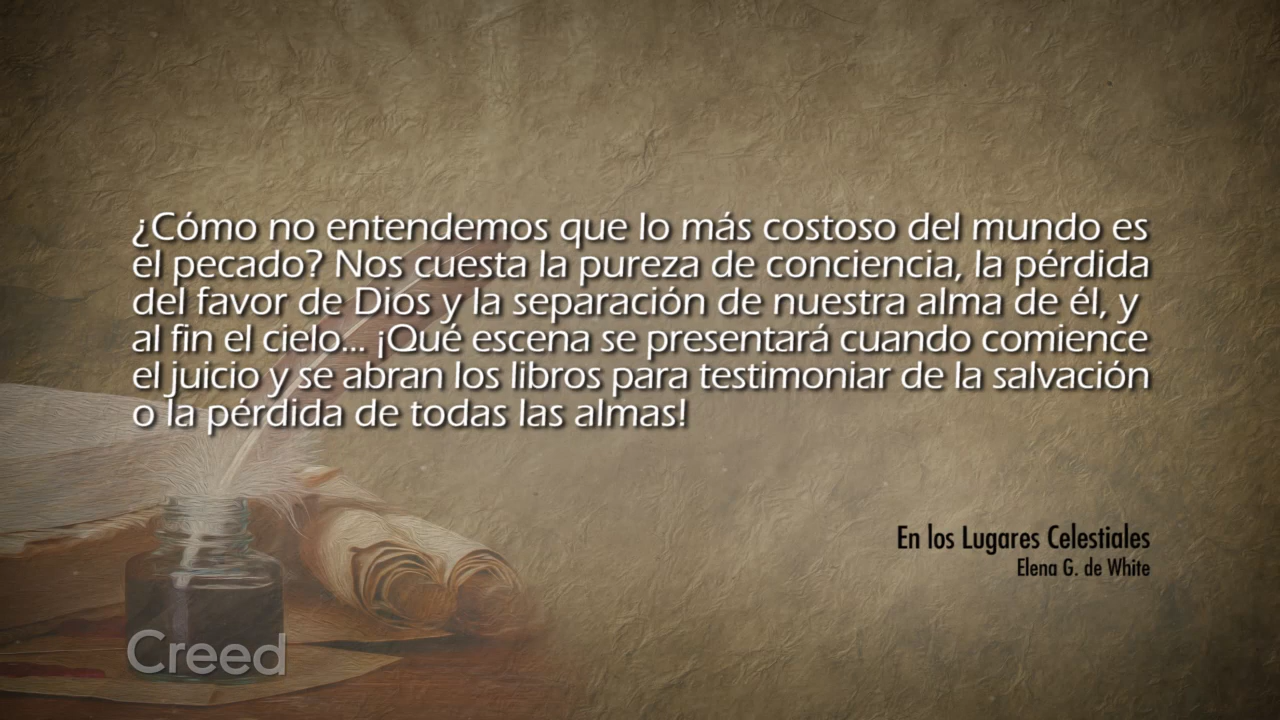 ¿Cómo no entendemos que lo más costoso del mundo es
el pecado? Nos cuesta la pureza de conciencia, la pérdida
del favor de Dios y la separación de nuestra alma de él, y
al fin el cielo... ¡Qué escena se presentará cuando comience
el juicio y se abran los libros para testimoniar de la salvación
o la pérdida de todas las almas!
En los Lugares Celestiales
Elena G. de White
Creed